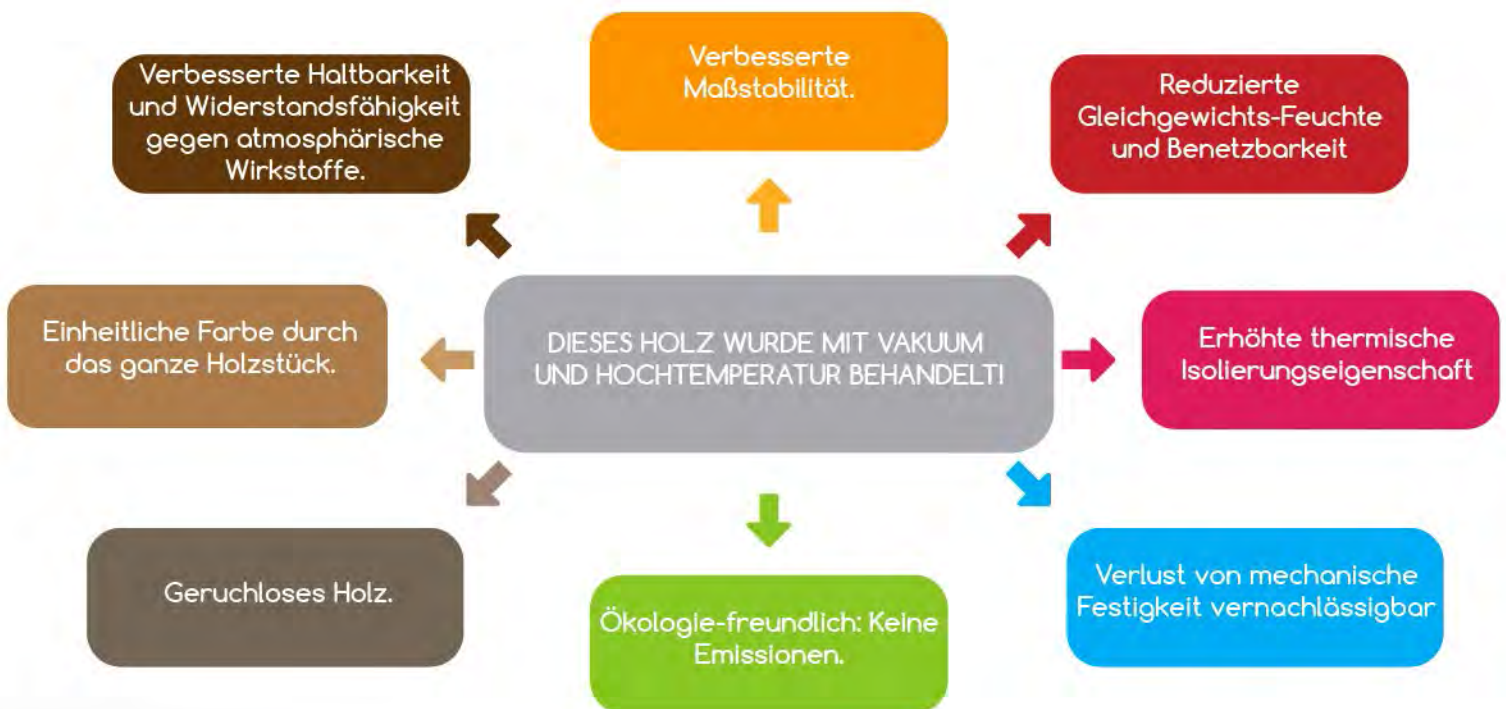 Verbesserte
Maßstabilität.
Verbesserte Haltbarkeit
und Widerstandsfähigkeit
gegen atmosphärische
Wirkstoffe.
Reduzierte
Gleichgewichts-Feuchte
und Benetzbarkeit
Einheitliche Farbe durch
das ganze Holzstück.
DIESES HOLZ WURDE MIT VAKUUM
UND HOCHTEMPERATUR BEHANDELT!
Erhöhte thermische
Isolierungseigenschaft
Geruchloses Holz.
Ökologie-freundlich: Keine
Emissionen.
Verlust von mechanische
Festigkeit vernachlässigbar